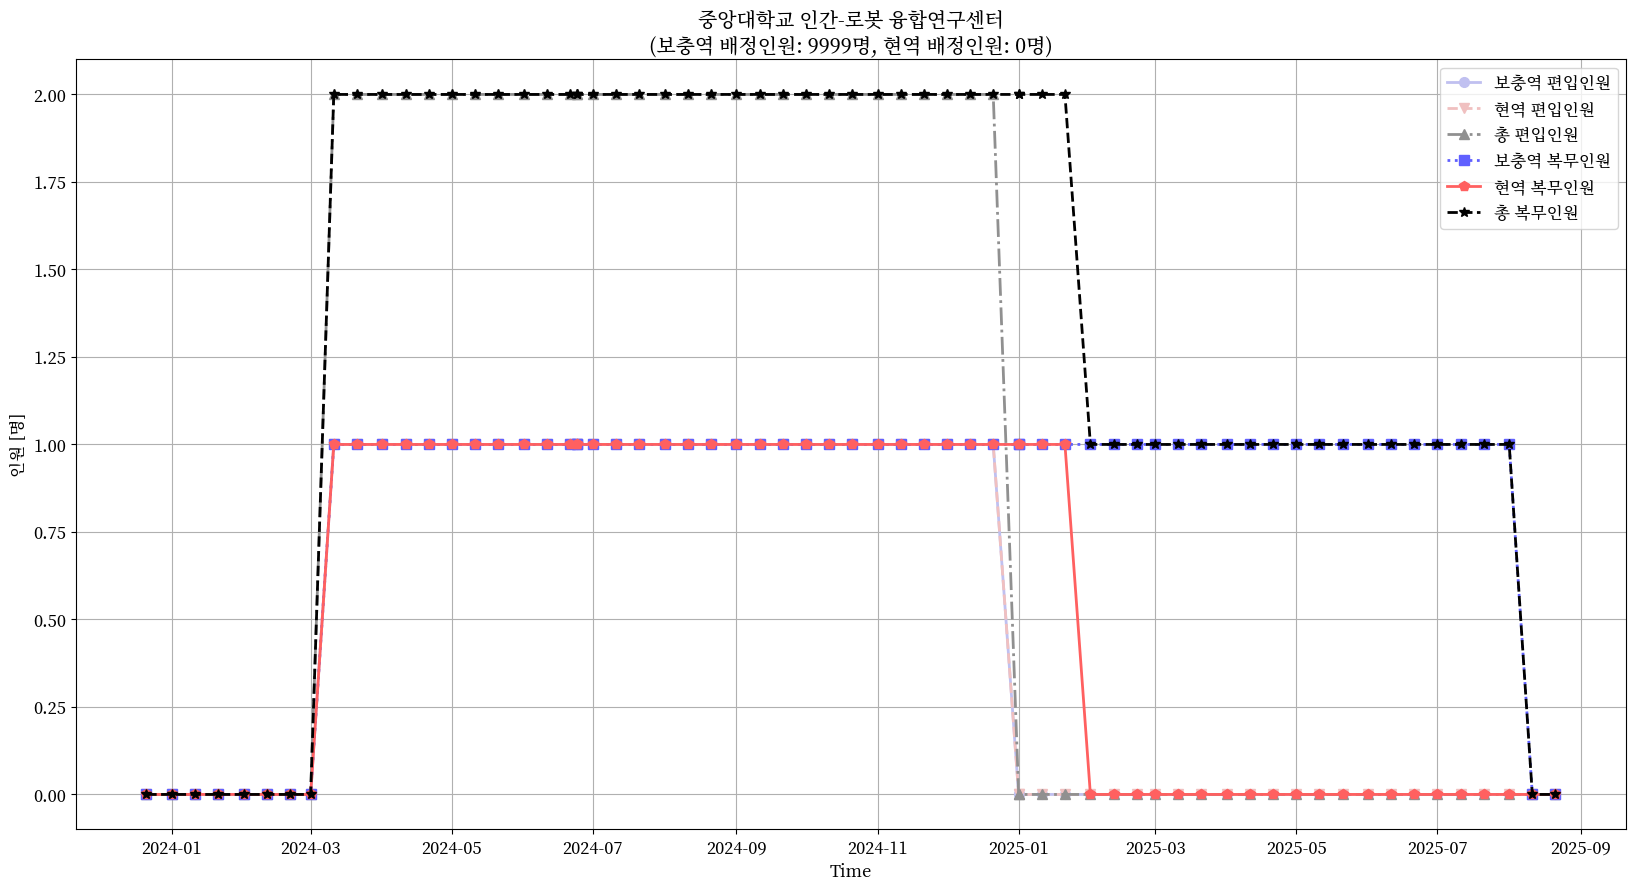 중앙대학교 인간-로봇 융합연구센터
(보충역 배정인원: 9999명, 현역 배정인원: 0명)
보충역 편입인원
현역 편입인원
총 편입인원
보충역 복무인원
현역 복무인원
총 복무인원
인원 [명]
2.00
1.75
1.50
1.25
1.00
0.75
0.50
0.25
0.00
2024-01 2024-03 2024-05 2024-07 2024-09 2024-11 2025-01 2025-03 2025-05 2025-07 2025-09
Time